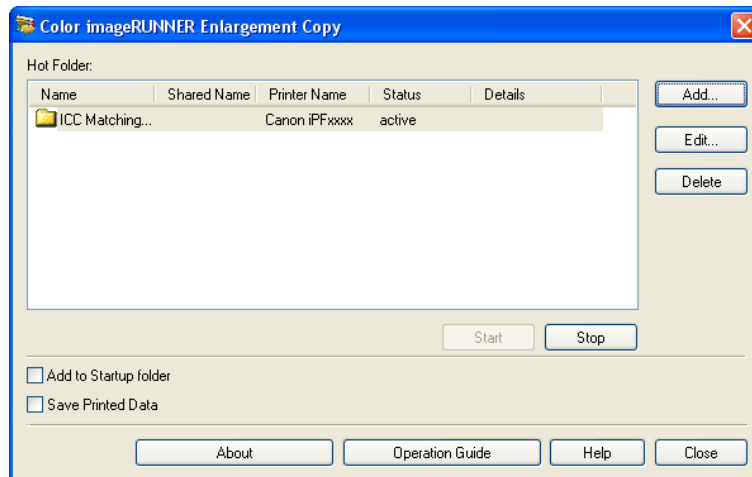 Color imageRUNNER Enlargement Copy
Hot Folder:
Name Shared Name Printer Name Status Details
ICC Matching... Canon iPFxxxx active
Add...
Edit...
Delete
Start Stop
Add to Startup folder
Save Printed Data
About Operation Guide Help Close